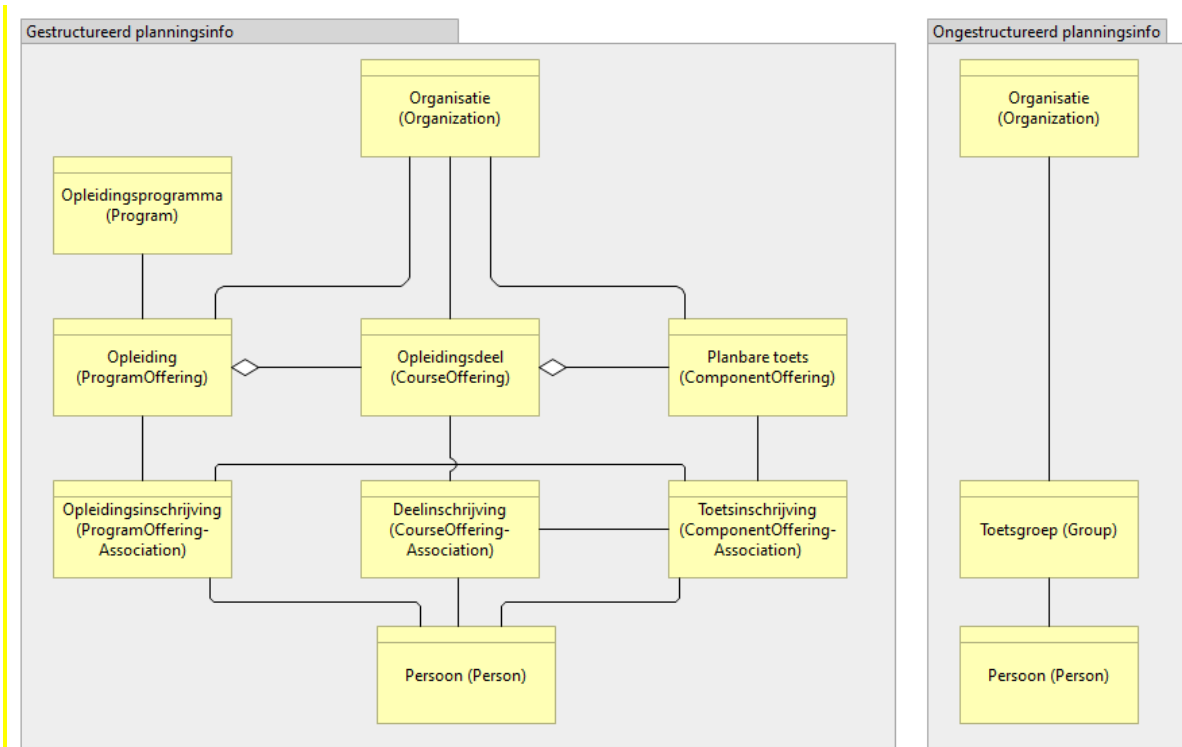 Gestructureerd planningsinfo
Organisatie
(Organization)
Opleidingsprogramma
(Program)
Opleiding
(ProgramOffering)
Opleidingsdeel
(CourseOffering)
Planbare toets
(ComponentOffering)
Opleidingsinschrijving
(ProgramOffering-
Association)
Deelinschrijving
(CourseOffering-
Association)
Toetsinschrijving
(ComponentOffering-
Association)
Persoon (Person)
Ongestructureerd planningsinfo
Organisatie
(Organization)
Toetsgroep (Group)
Persoon (Person)